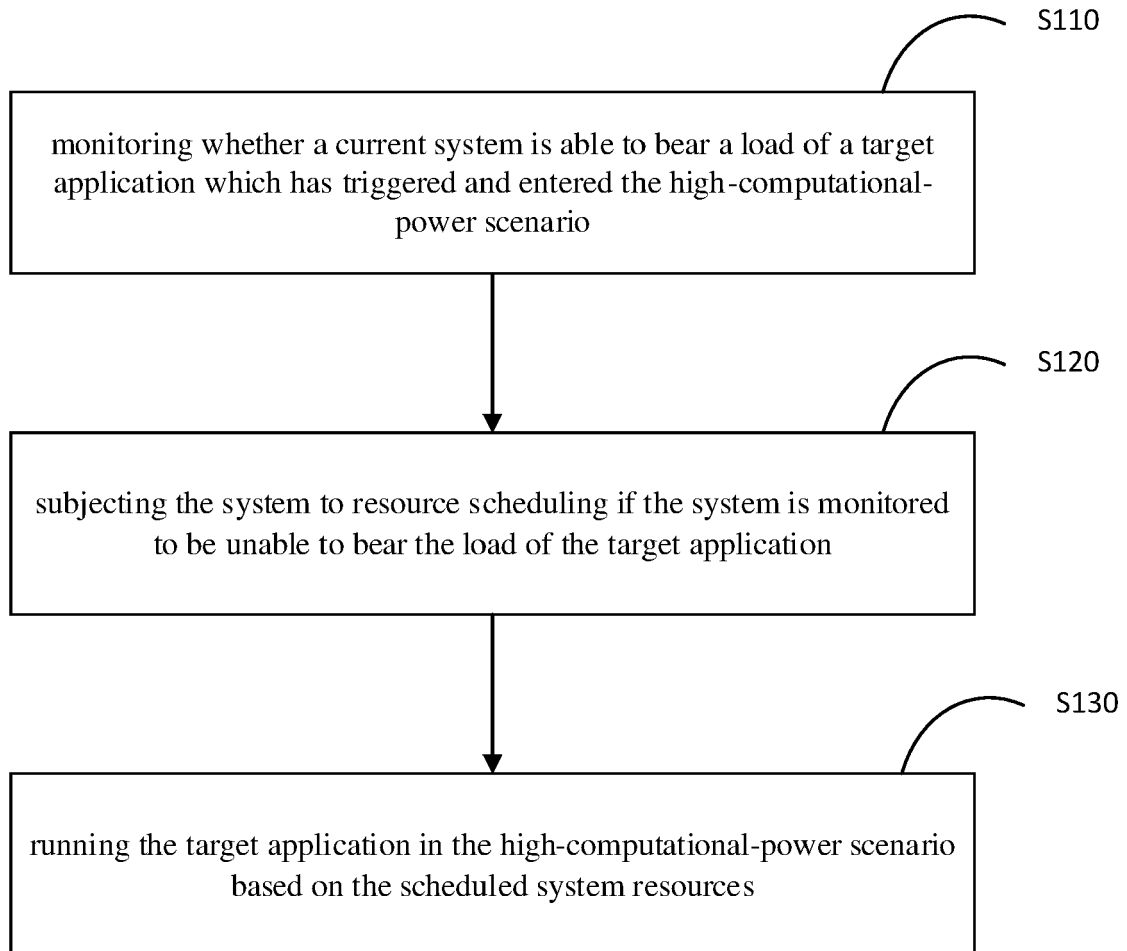 S110
monitoring whether a current system is able to bear a load of a target
application which has triggered and entered the high-computational-
power scenario
S120
subjecting the system to resource scheduling if the system is monitored
to be unable to bear the load of the target application
S130
running the target application in the high-computational-power scenario
based on the scheduled system resources